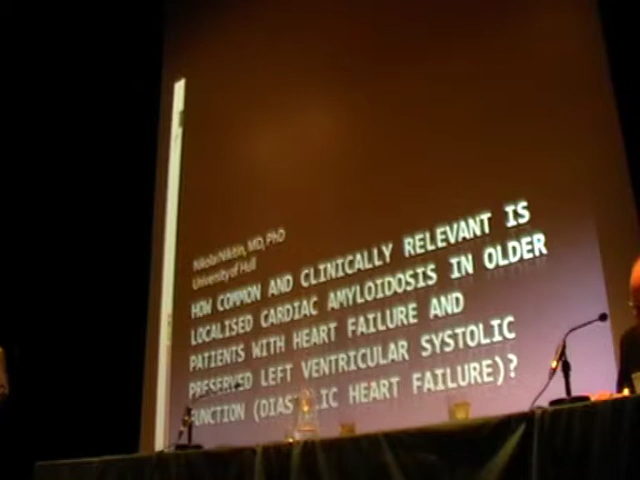 Nikolai Nikitin, MD, PhD
University of Hull
HOW COMMON AND CLINICALLY RELEVANT IS
LOCALISED CARDIAC AMYLOIDOSIS IN OLDER
PATIENTS WITH HEART FAILURE AND
PRESERVED LEFT VENTRICULAR SYSTOLIC
FUNCTION (DIASTOLIC HEART FAILURE)?